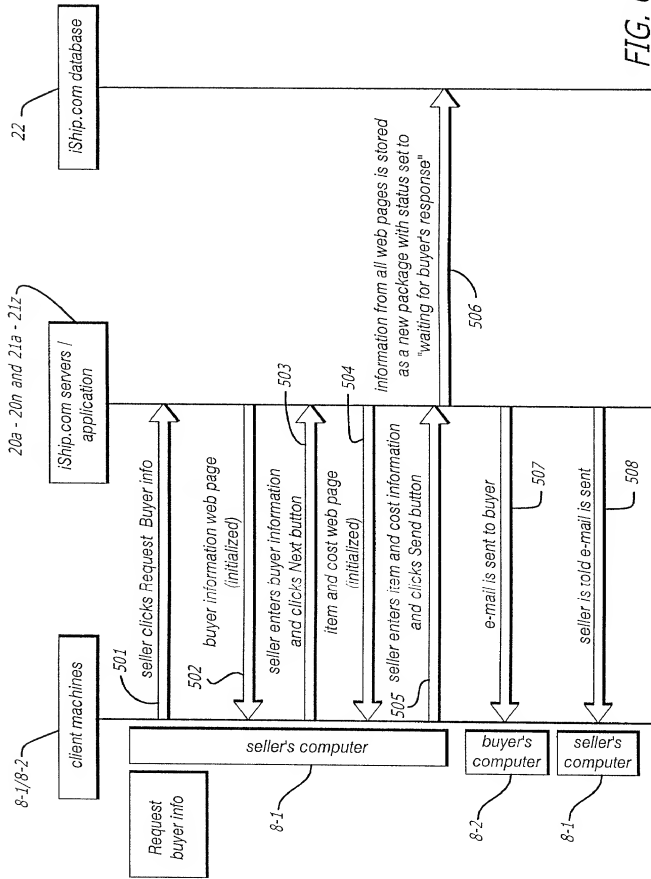 8-1/8-2
client machines
20a - 20n and 21a - 21z
iShip.com servers /
application
22
iShip.com database
Request
buyer info
501
seller clicks Request Buyer info
502
buyer information web page
(initialized)
seller enters buyer information
and clicks Next button
503
item and cost web page
(initialized)
504
seller's computer
8-1
505
seller enters item and cost information
and clicks Send button
information from all web pages is stored
as a new package with status set to
"waiting for buyer's response"
506
buyer's
computer
8-2
e-mail is sent to buyer
507
seller's
computer
8-1
seller is told e-mail is sent
508
FIG.